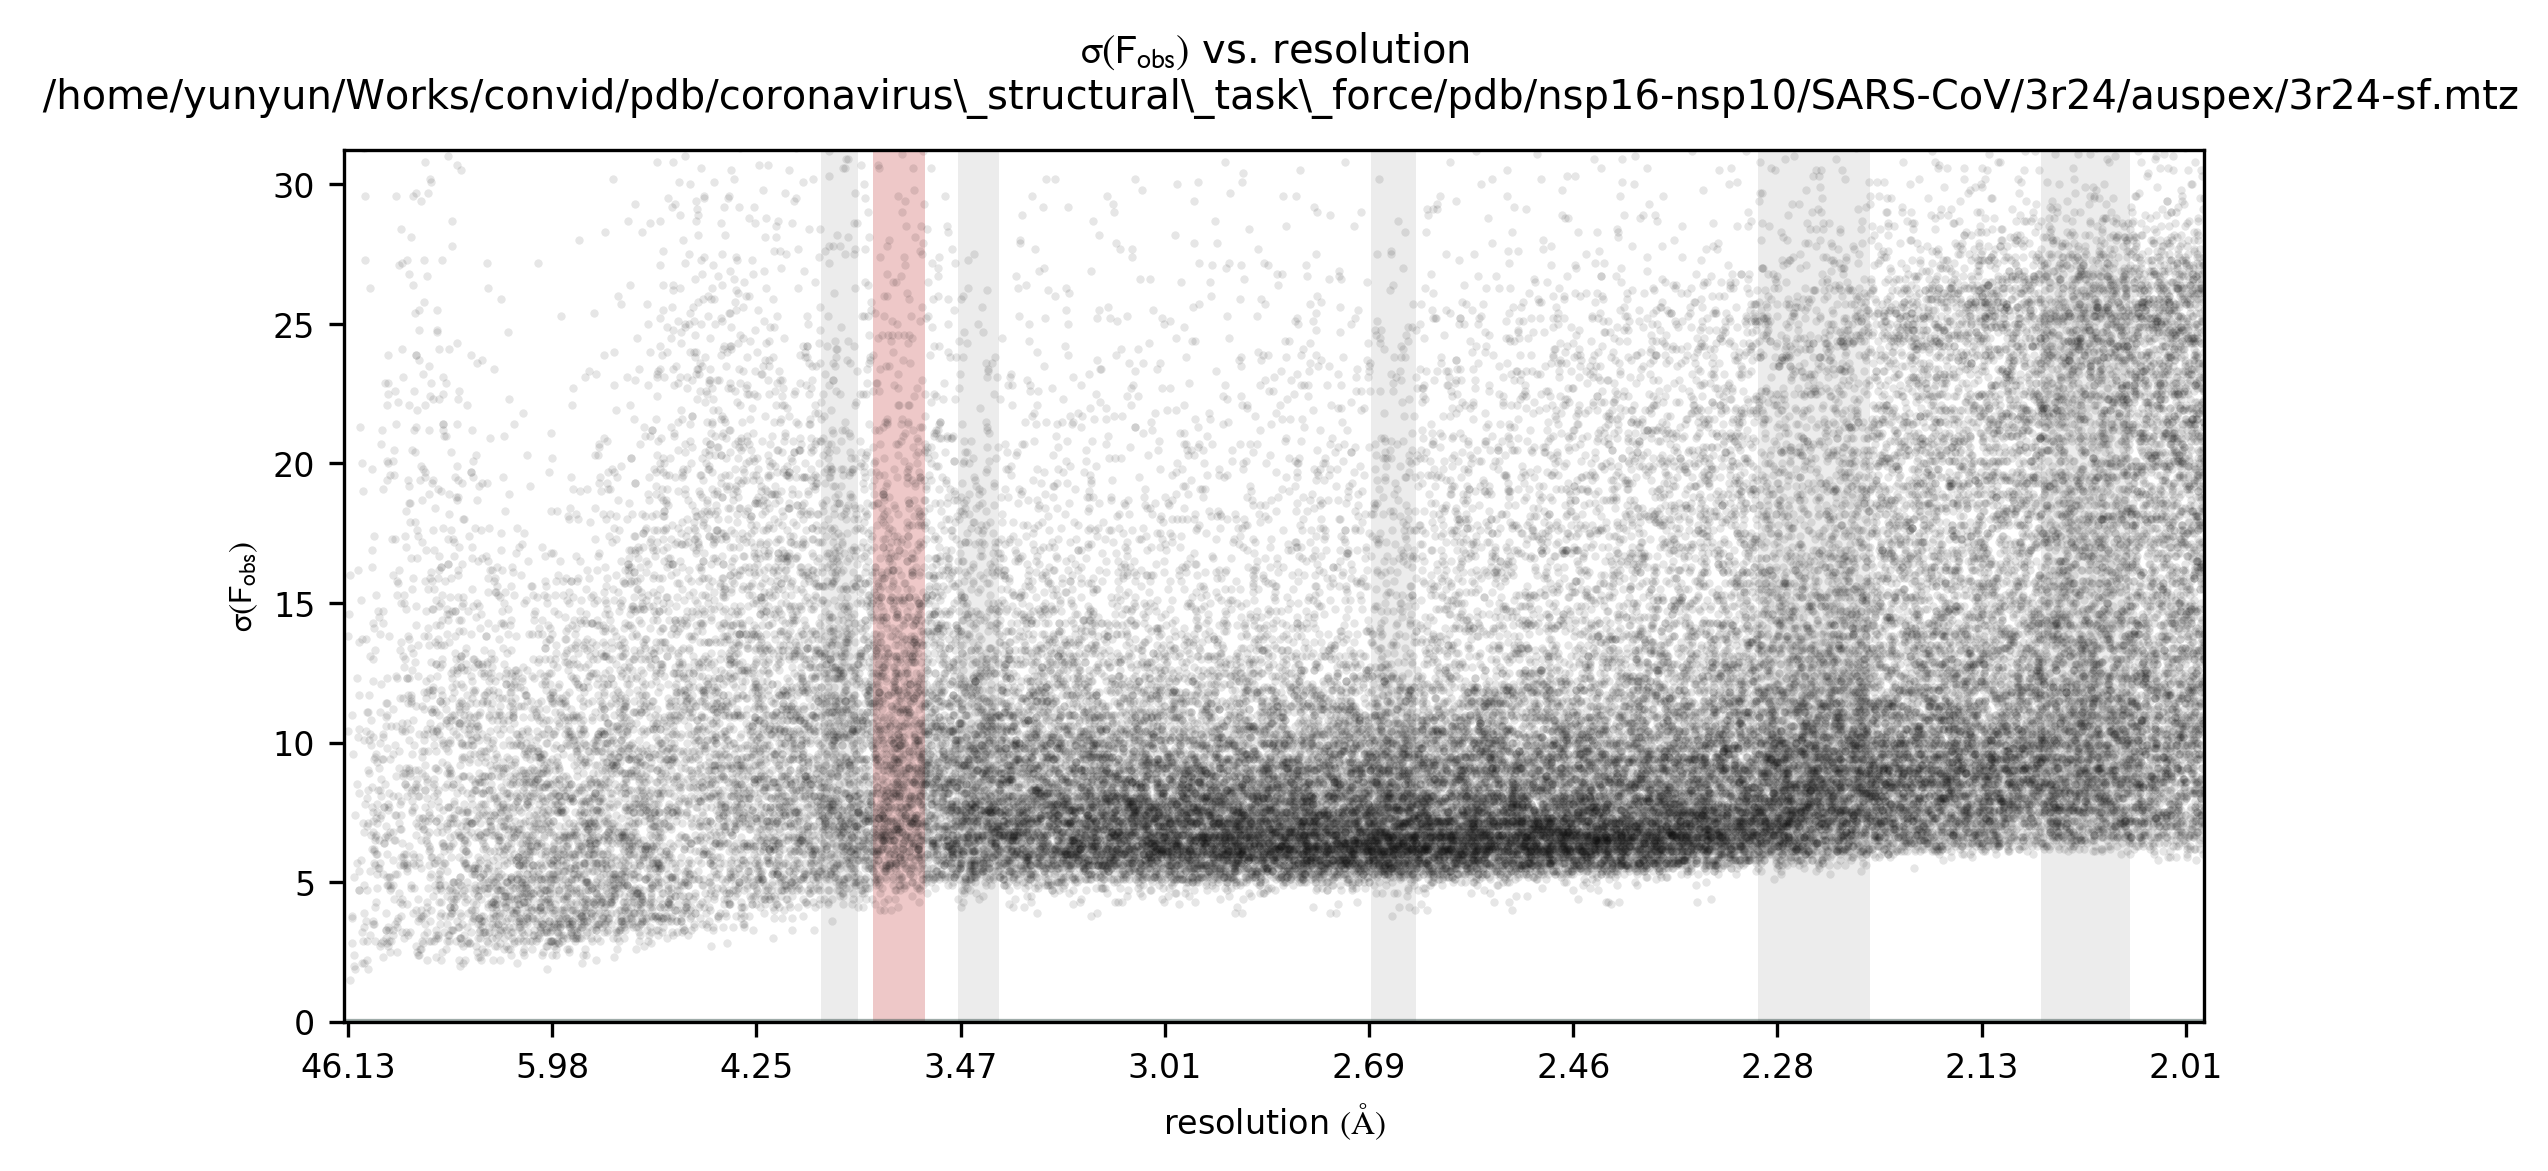 σ(Fobs) vs. resolution
/home/yunyun/Works/convid/pdb/coronavirus\_structural\_task\_force/pdb/nsp16-nsp10/SARS-CoV/3r24/auspex/3r24-sf.mtz
30
25
20
15
10
5
0
σ(Fobs)
46.13 5.98 4.25 3.47 3.01 2.69 2.46 2.28 2.13 2.01
resolution (Å)